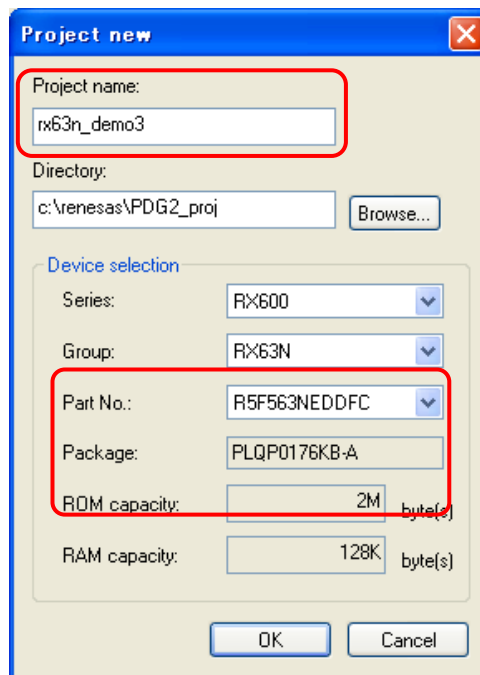 Project new
Project name:
rx63n_demo3
Directory:
c:\renesas\PDG2_proj
Browse...
Device selection
Series:
RX600
Group:
RX63N
Part No.:
R5F563NEDDFC
Package:
PLQP0176KB-A
ROM capacity:
2M
byte(s)
RAM capacity:
128K
byte(s)
OK
Cancel